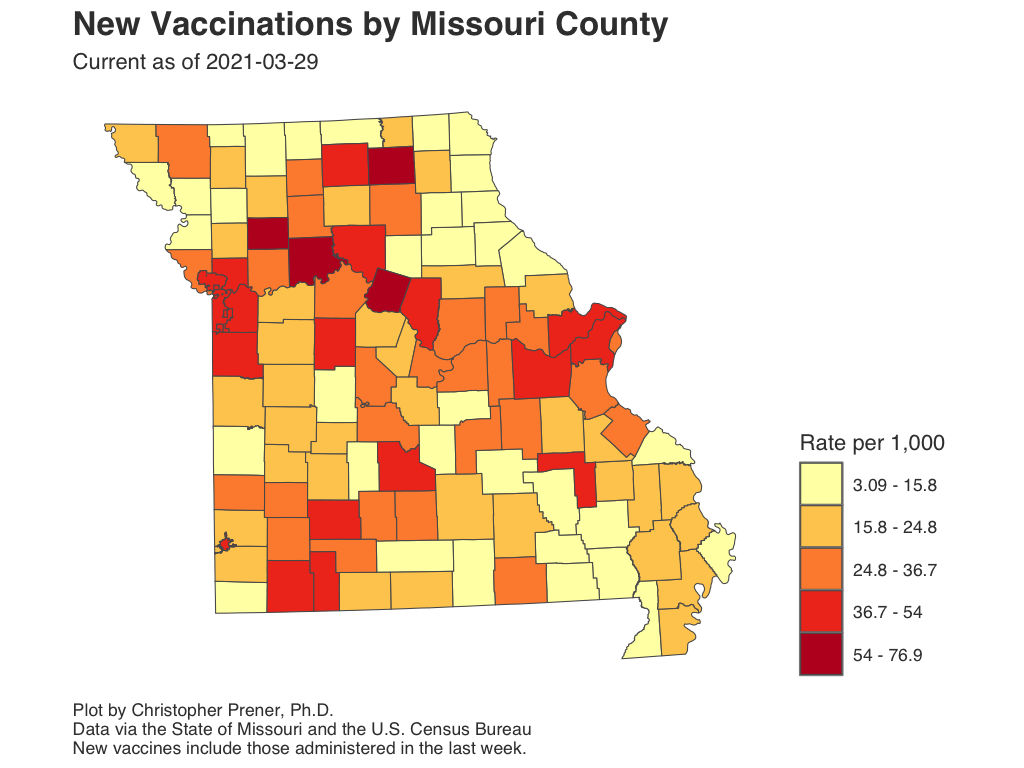 New Vaccinations by Missouri County
Current as of 2021-03-29
Rate per 1,000
3.09 - 15.8
15.8 - 24.8
24.8 - 36.7
36.7 - 54
54 - 76.9
Plot by Christopher Prener, Ph.D.
Data via the State of Missouri and the U.S. Census Bureau
New vaccines include those administered in the last week.